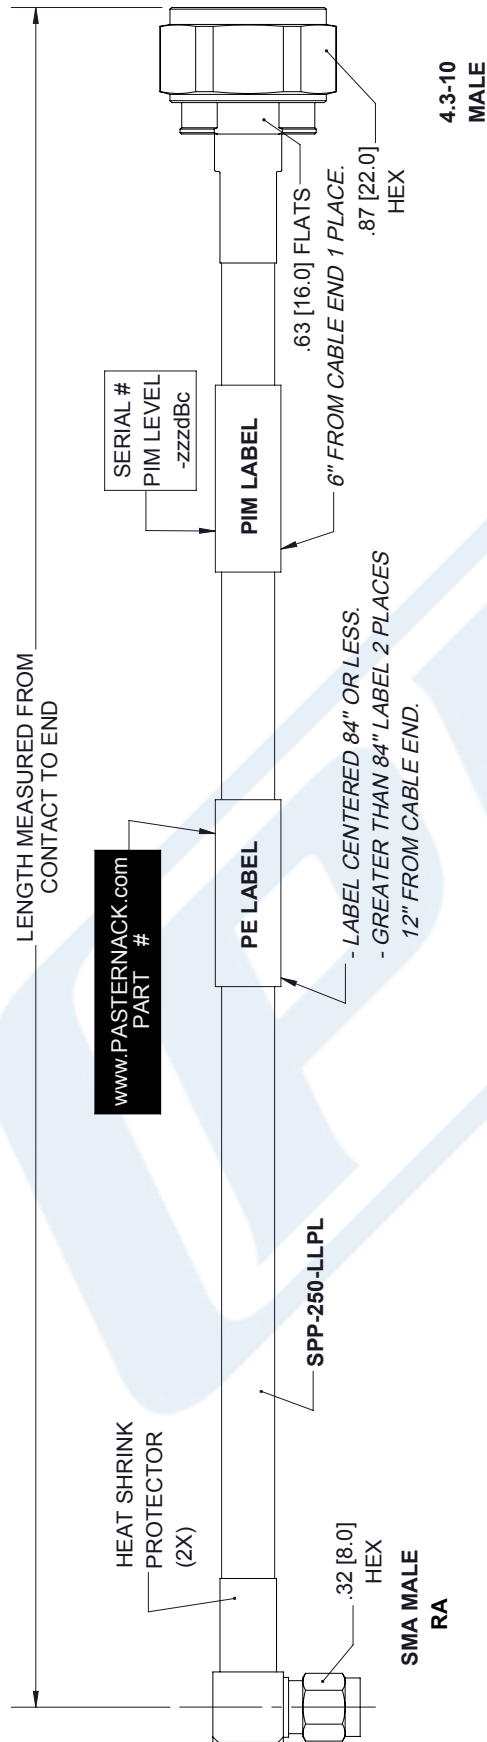 LENGTH MEASURED FROM
CONTACT TO END
HEAT SHRINK
PROTECTOR
(2X)
www.PASTERNACK.com
PART #
SERIAL #
PIM LEVEL
-zzzdBc
PE LABEL
PIM LABEL
.32 [8.0]
HEX
SMA MALE
RA
SPP-250-LLPL
- LABEL CENTERED 84" OR LESS.
- GREATER THAN 84" LABEL 2 PLACES
12" FROM CABLE END.
6" FROM CABLE END 1 PLACE.
.63 [16.0] FLATS
.87 [22.0]
HEX
4.3-10
MALE